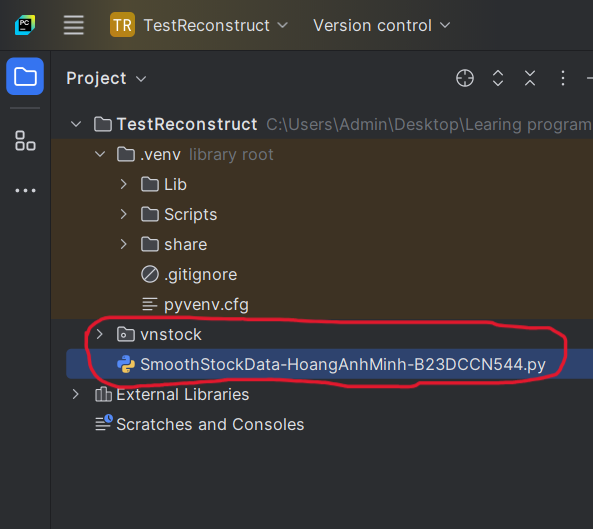 PC
TR TestReconstruct Version control
Project
TestReconstruct C:\Users\Admin\Desktop\Learing program
.venv library root
Lib
Scripts
share
.gitignore
pyvenv.cfg
vnstock
SmoothStockData-HoangAnhMinh-B23DCCN544.py
External Libraries
Scratches and Consoles